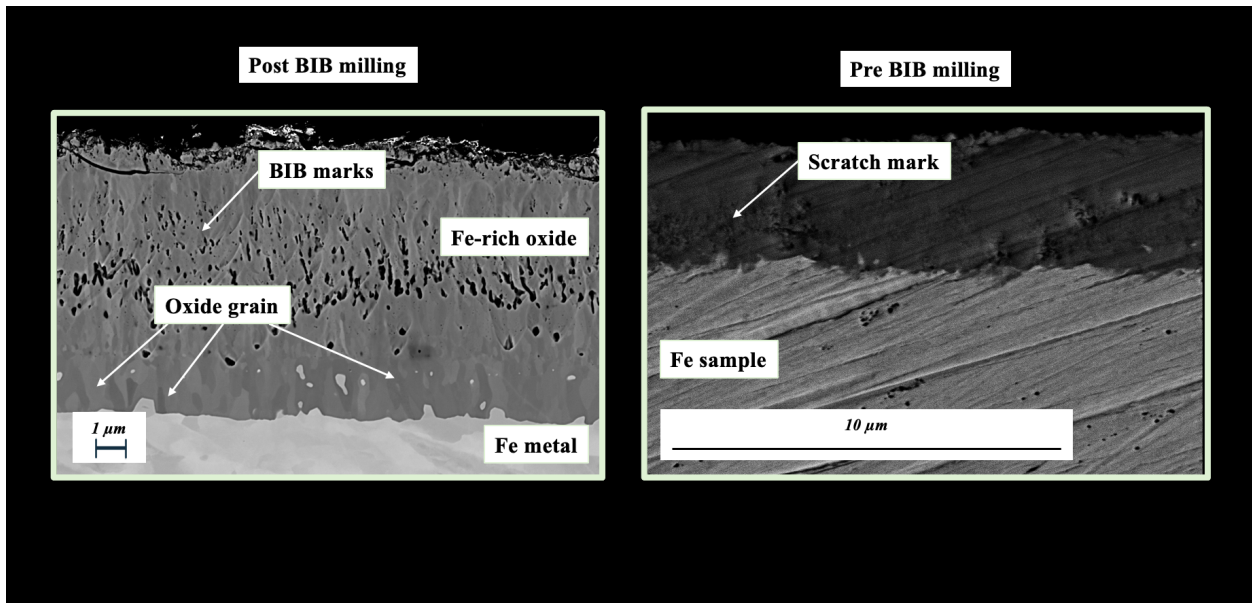 Post BIB milling
Pre BIB milling
BIB marks
Fe-rich oxide
Oxide grain
1 µm
Fe metal
Scratch mark
Fe sample
10 µm